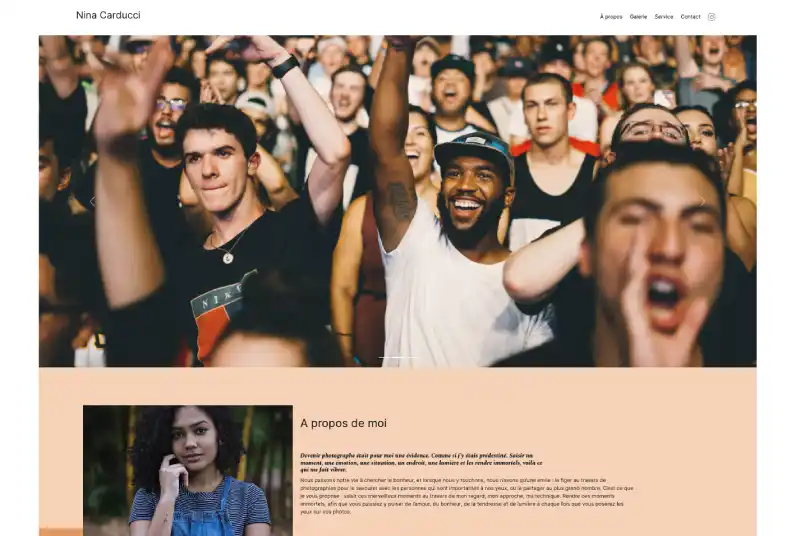 Nina Carducci
À propos Galerie Service Contact
NINA
A propos de moi
Devenir photographe était pour moi une évidence. Comme si j'y étais prédestiné. Saisir un
moment, une émotion, une situation, un endroit, une lumière et les rendre immortels, voilà ce
qui me fait vibrer.
Nous passons notre vie à chercher le bonheur, et lorsque nous y touchons, nous n'avons qu'une envie : le figer au travers de
photographies pour le savourer avec les personnes qui sont importantes à nos yeux, ou le partager au plus grand nombre. C'est ce que
je vous propose : saisir ces merveilleux moments au travers de mon regard, mon approche, ma technique. Rendre ces moments
immortels, afin que vous puissiez y puiser de l'amour, du bonheur, de la tendresse et de lumière à chaque fois que vous poserez les
yeux sur vos photos.